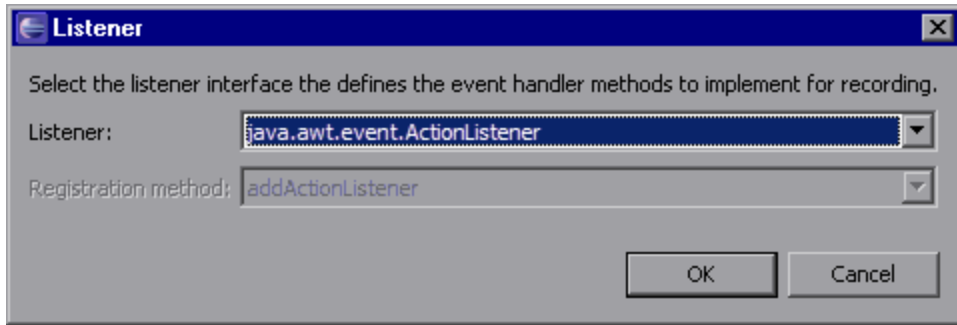 Listener
Select the listener interface the defines the event handler methods to implement for recording.
Listener: java.awt.event.ActionListener
Registration method: addActionListener
OK Cancel